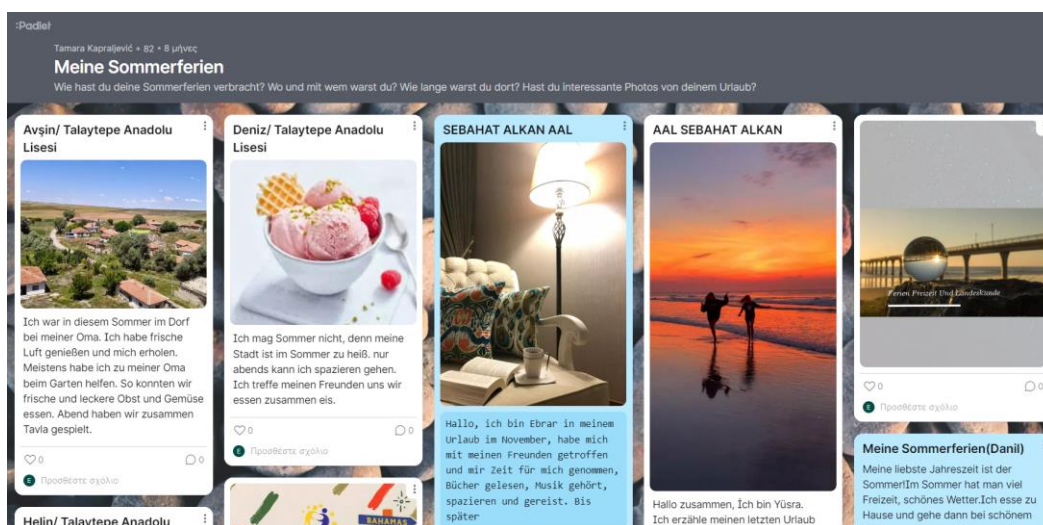 :Padlet
Tamara Kapraljević + 82 • 8 μήνες
Meine Sommerferien
Wie hast du deine Sommerferien verbracht? Wo und mit wem warst du? Wie lange warst du dort? Hast du interessante Photos von deinem Urlaub?
Avşin/ Talaytepe Anadolu
Lisesi
Ich war in diesem Sommer im Dorf
bei meiner Oma. Ich habe frische
Luft genießen und mich erholen.
Meistens habe ich zu meiner Oma
beim Garten helfen. So konnten wir
frische und leckere Obst und Gemüse
essen. Abend haben wir zusammen
Tavla gespielt.
0
0
E Προσθέστε σχόλιο
Helin/ Talaytepe Anadolu
Deniz/ Talaytepe Anadolu
Lisesi
Ich mag Sommer nicht, denn meine
Stadt ist im Sommer zu heiß. nur
abends kann ich spazieren gehen.
Ich treffe meinen Freunden uns wir
essen zusammen eis.
0
0
E Προσθέστε σχόλιο
BAHAMAS
SEBAHAT ALKAN AAL
Hallo, ich bin Ebrar in meinem
Urlaub im November, habe mich
mit meinen Freunden getroffen
und mir Zeit für mich genommen,
Bücher gelesen, Musik gehört,
spazieren und gereist. Bis
später
AAL SEBAHAT ALKAN
Hallo zusammen, İch bin Yüsra.
Ich erzähle meinen letzten Urlaub
Ferien Freizeit Und Landeskunde
0
0
E Προσθέστε σχόλιο
Meine Sommerferien(Danil)
Meine liebste Jahreszeit ist der
Sommer!Im Sommer hat man viel
Freizeit, schönes Wetter.Ich esse zu
Hause und gehe dann bei schönem